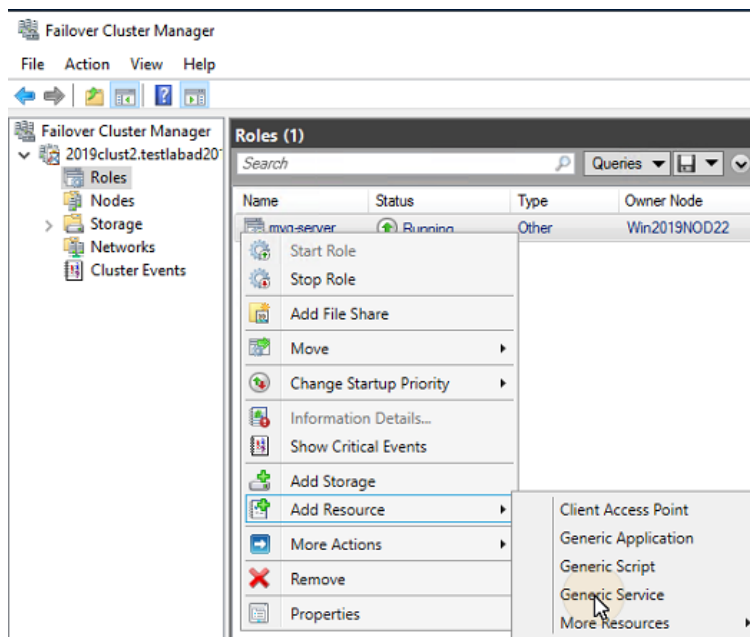 Failover Cluster Manager
File Action View Help
Failover Cluster Manager
2019clust2.testlabad20
Roles
Nodes
Storage
Networks
Cluster Events
Roles (1)
Search
Queries
Name Status Type Owner Node
myq-server Running Other Win2019NOD22
Start Role
Stop Role
Add File Share
Move
Change Startup Priority
Information Details...
Show Critical Events
Add Storage
Add Resource
More Actions
Remove
Properties
Client Access Point
Generic Application
Generic Script
Generic Service
More Resources